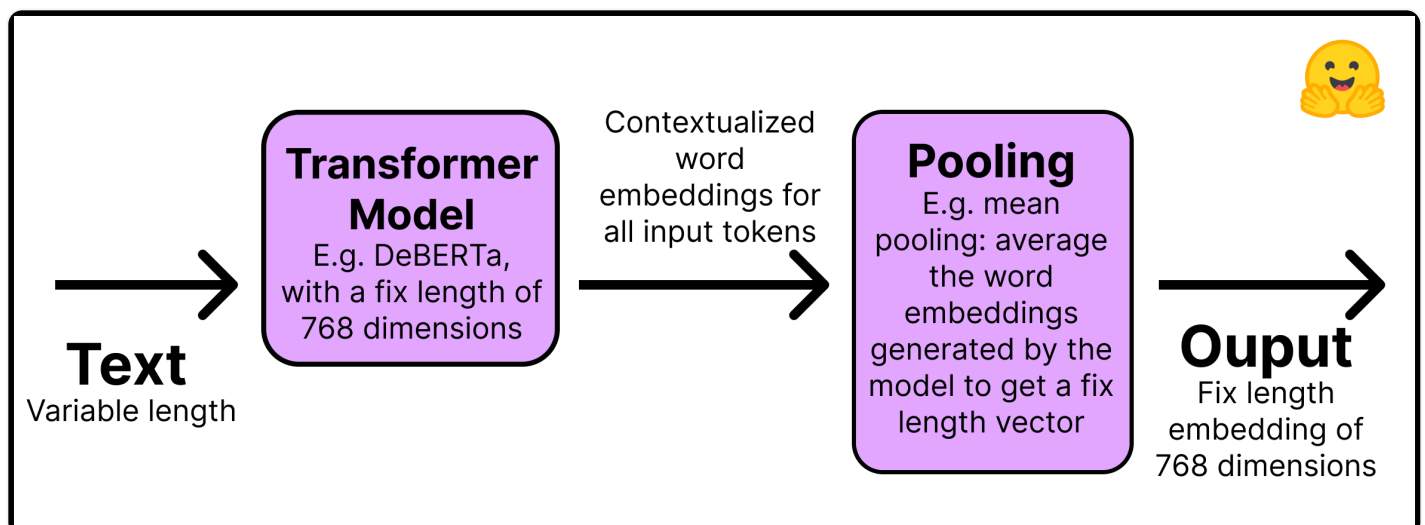 Text
Variable length
Transformer
Model
E.g. DeBERTa,
with a fix length of
768 dimensions
Contextualized
word
embeddings for
all input tokens
Pooling
E.g. mean
pooling: average
the word
embeddings
generated by the
model to get a fix
length vector
Ouput
Fix length
embedding of
768 dimensions